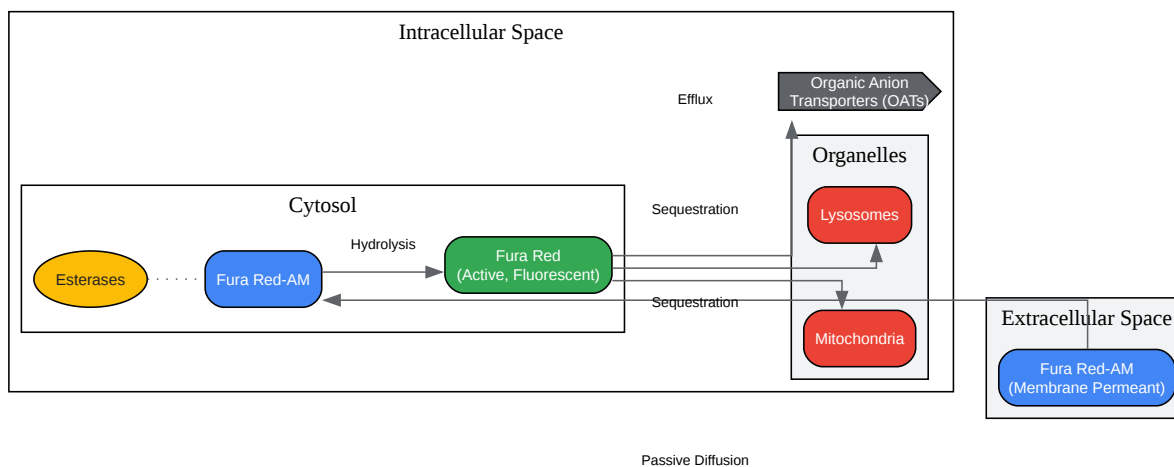 Intracellular Space
Organic Anion
Transporters (OATs)
Efflux
Organelles
Lysosomes
Sequestration
Cytosol
Hydrolysis
Esterases
Fura Red-AM
Fura Red
(Active, Fluorescent)
Sequestration
Mitochondria
Extracellular Space
Fura Red-AM
(Membrane Permeant)
Passive Diffusion